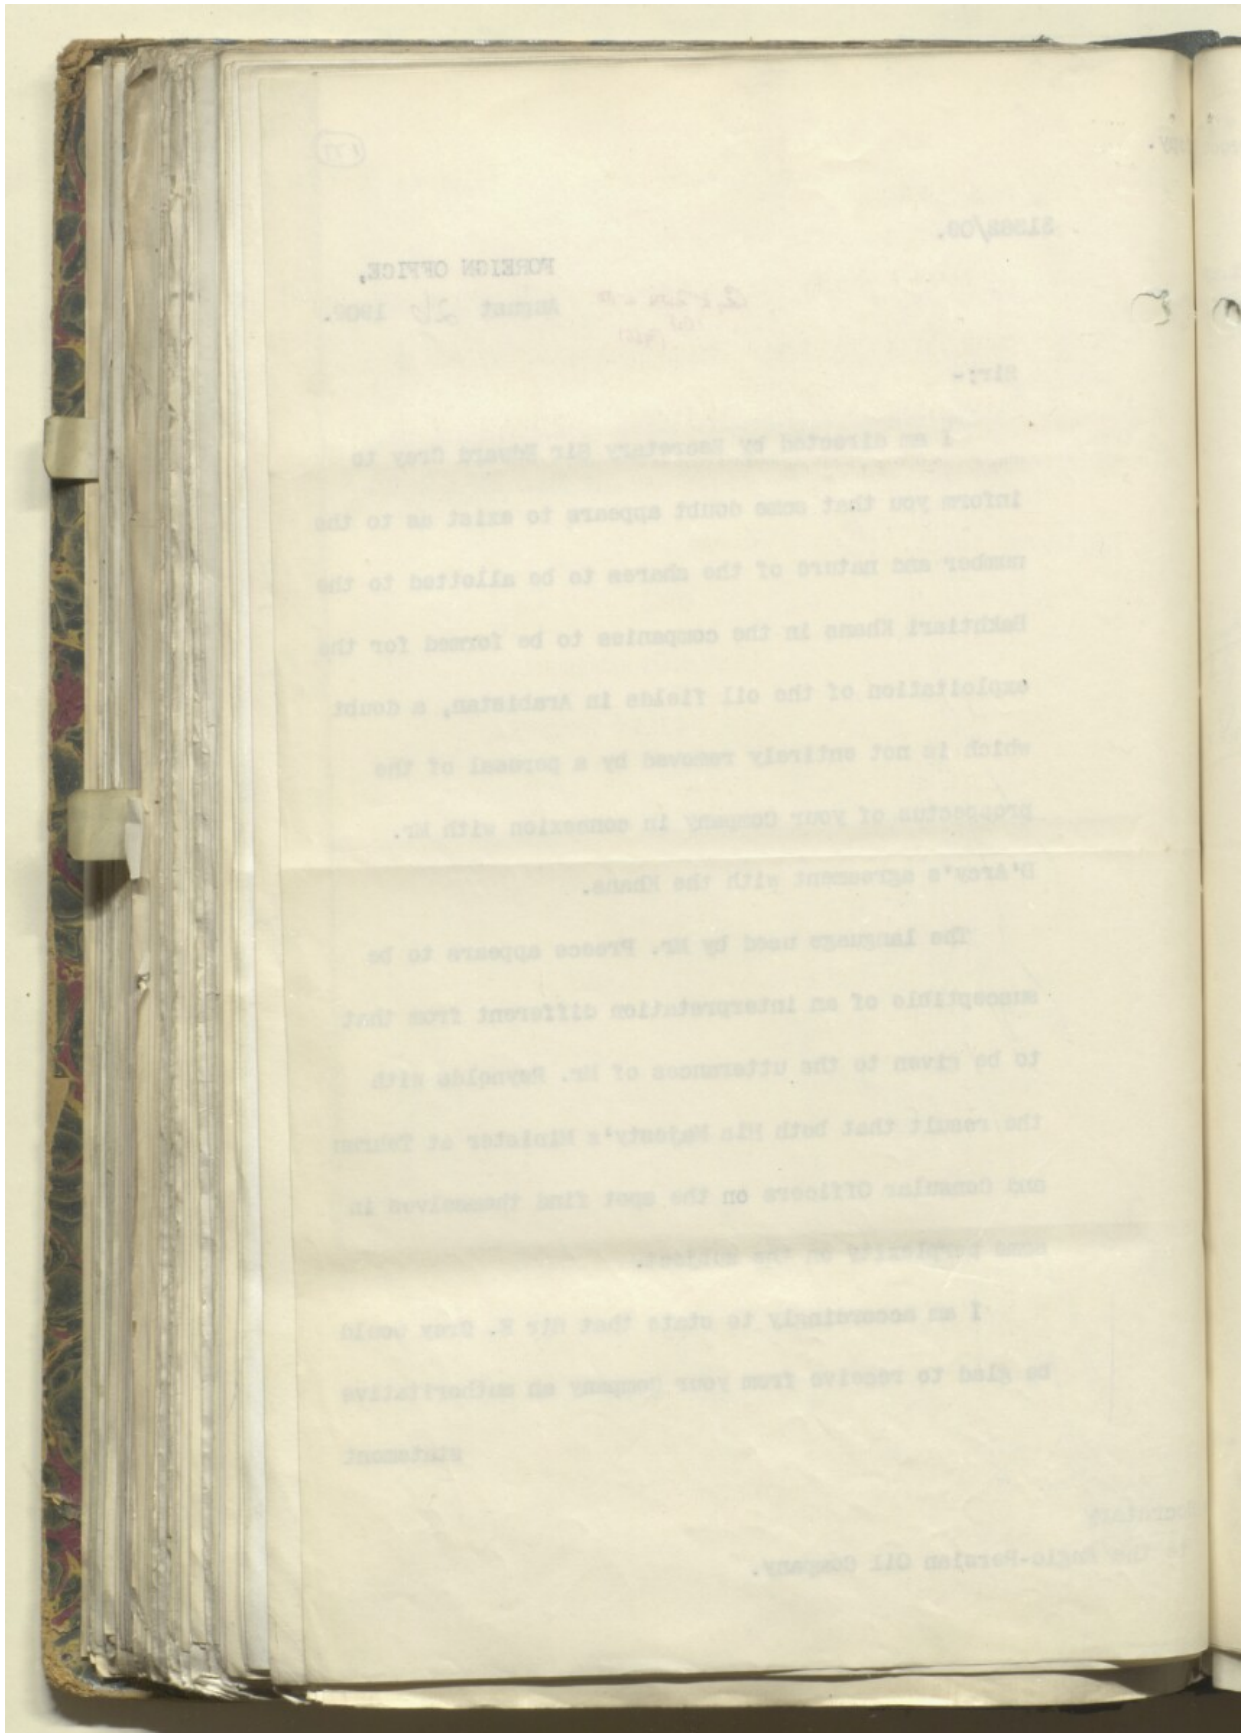 Copy.
FOREIGN OFFICE,
August 26 1909.
Sir:-
I am directed by Secretary Sir Edward Grey to
inform you that some doubt appears to exist as to the
number and nature of the shares to be allotted to the
Bakhtiari Khans in the companies to be formed for the
exploitation of the oil fields in Arabistan, a doubt
which is not entirely removed by a perusal of the
prospectus of your Company in connexion with Mr.
D'Arcy's agreement with the Khans.
The language used by Mr. Preece appears to be
susceptible of an interpretation different from that
to be given to the utterances of Mr. Reynolds with
the result that both His Majesty's Minister at Tehran
and Consular Officers on the spot find themselves in
some perplexity on the subject.
I am accordingly to state that Sir E. Grey would
be glad to receive from your Company an authoritative
statement
Secretary
to the Anglo-Persian Oil Company.